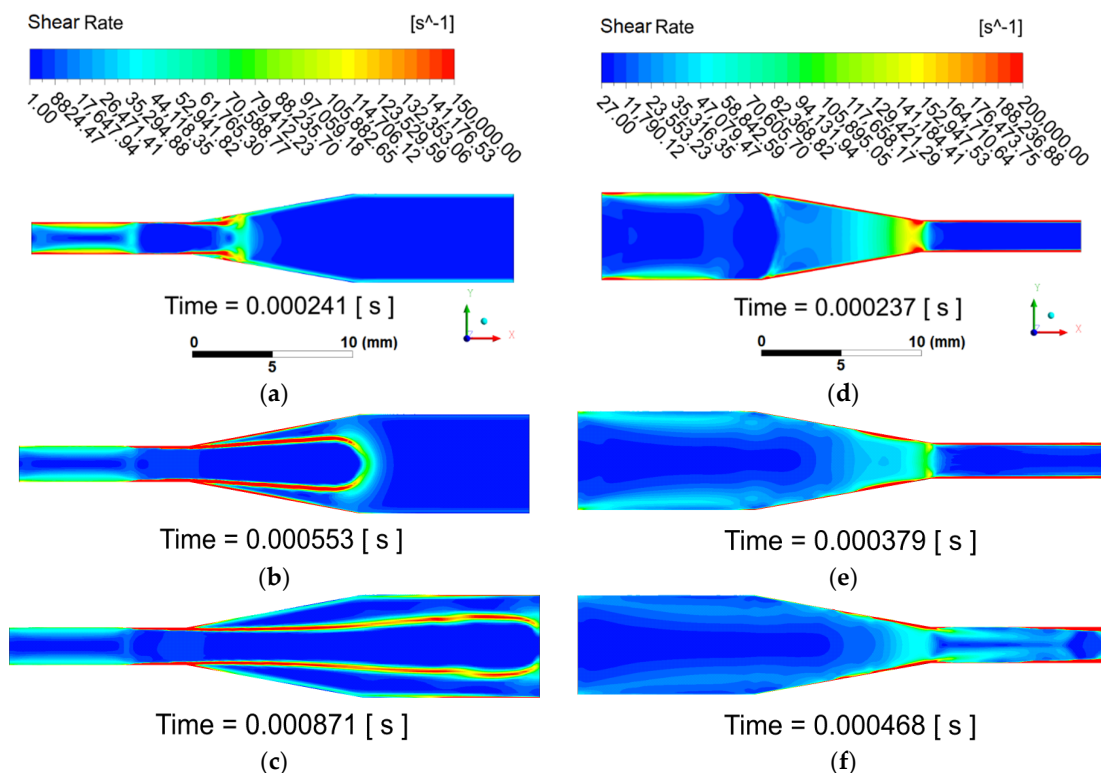 Shear Rate [s^-1]
1.00 8824.47 17,647.94 26,471.41 35,294.88 44,118.35 52,941.82 61,765.30 70,588.77 79,412.23 88,235.70 97,059.18 105,882.65 114,706.12 123,529.59 132,353.06 141,176.53 150,000.00
Time = 0.000241 [ s ]
Y
Z
X
0 10 (mm)
5
(a)
Time = 0.000553 [ s ]
(b)
Time = 0.000871 [ s ]
(c)
Shear Rate [s^-1]
27.00 11,790.12 23,553.23 35,316.35 47,079.47 58,842.59 70,605.70 82,368.82 94,131.94 105,895.05 117,658.17 129,421.29 141,184.41 152,947.53 164,710.64 176,473.75 188,236.88 200,000.00
Time = 0.000237 [ s ]
Y
Z
X
0 10 (mm)
5
(d)
Time = 0.000379 [ s ]
(e)
Time = 0.000468 [ s ]
(f)